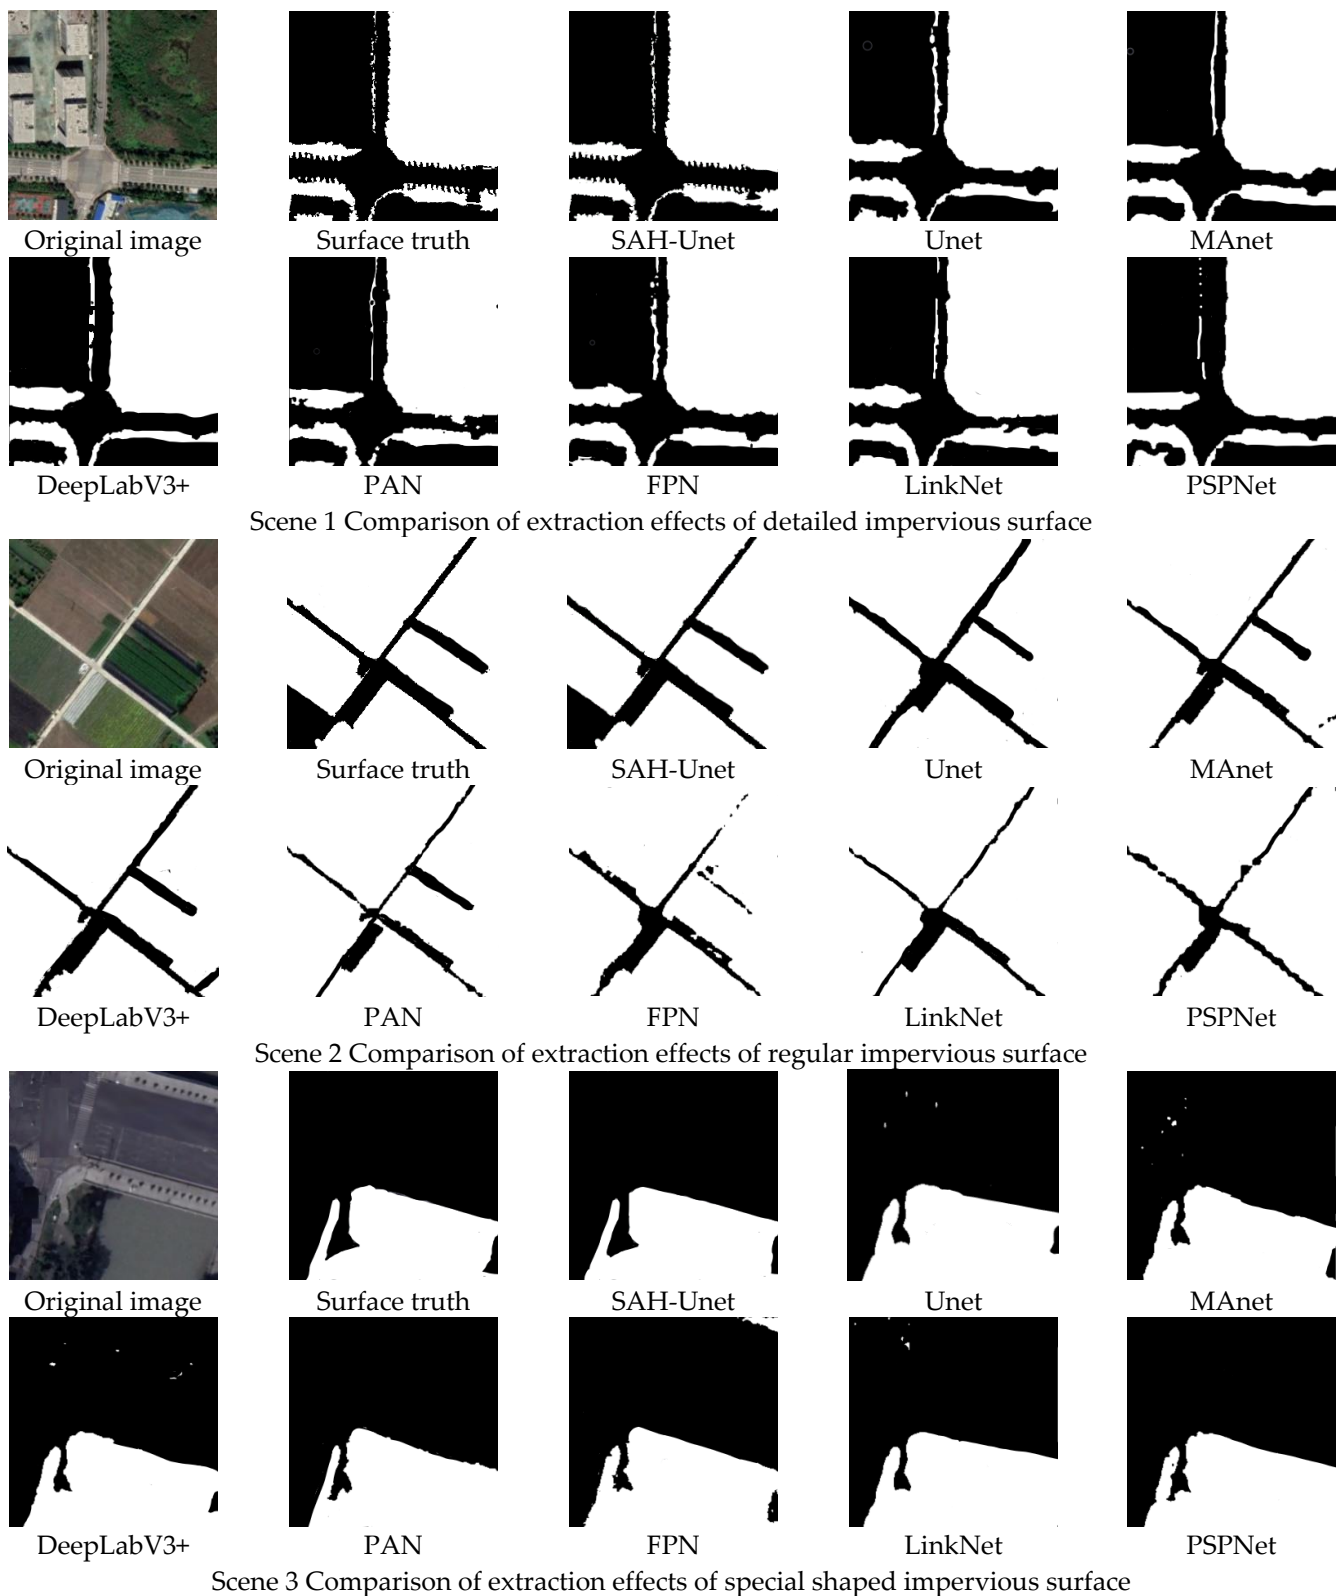 Original image Surface truth SAH-Unet Unet MAnet
DeepLabV3+ PAN FPN LinkNet PSPNet
Scene 1 Comparison of extraction effects of detailed impervious surface
Original image Surface truth SAH-Unet Unet MAnet
DeepLabV3+ PAN FPN LinkNet PSPNet
Scene 2 Comparison of extraction effects of regular impervious surface
Original image Surface truth SAH-Unet Unet MAnet
DeepLabV3+ PAN FPN LinkNet PSPNet
Scene 3 Comparison of extraction effects of special shaped impervious surface